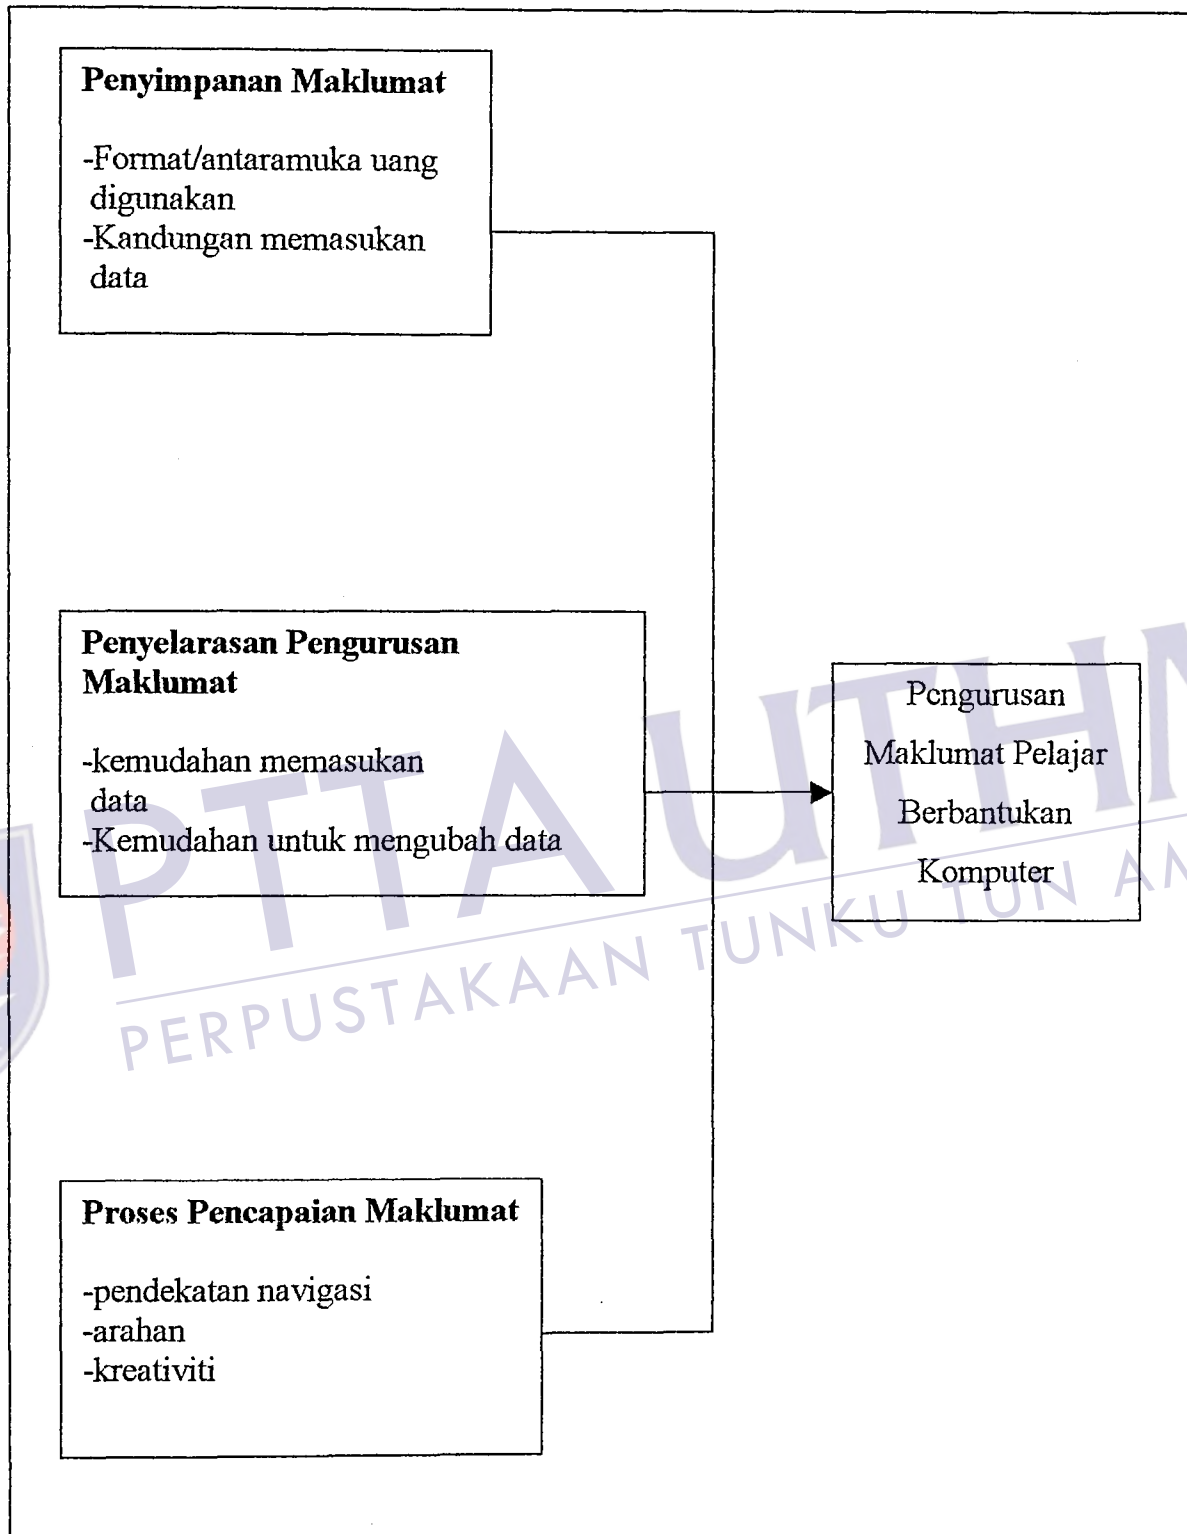 Penyimpanan Maklumat
-Format/antaramuka uang
digunakan
-Kandungan memasukan
data
Penyelarasan Pengurusan
Maklumat
-kemudahan memasukan
data
-Kemudahan untuk mengubah data
Pengurusan
Maklumat Pelajar
Berbantukan
Komputer
Proses Pencapaian Maklumat
-pendekatan navigasi
-arahan
-kreativiti
PTTA UTHM
PERPUSTAKAAN TUNKU TUN